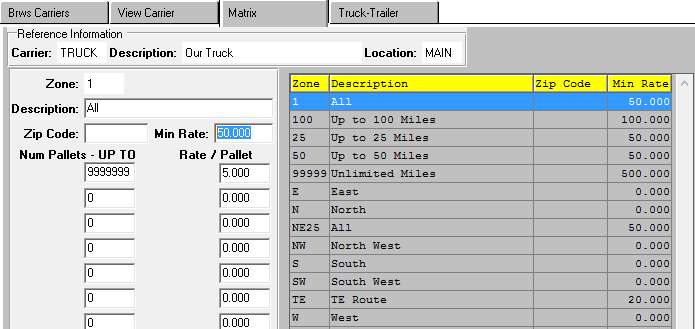 Brws Carriers View Carrier Matrix Truck-Trailer
Reference Information
Carrier: TRUCK Description: Our Truck Location: MAIN
Zone: 1
Description: All
Zip Code: Min Rate: 50.000
Num Pallets - UP TO Rate / Pallet
9999999 5.000
0 0.000
0 0.000
0 0.000
0 0.000
0 0.000
0 0.000
Zone Description Zip Code Min Rate
1 All 50.000
100 Up to 100 Miles 100.000
25 Up to 25 Miles 50.000
50 Up to 50 Miles 50.000
99999 Unlimited Miles 500.000
E East 0.000
N North 0.000
NE25 All 50.000
NW North West 0.000
S South 0.000
SW South West 0.000
TE TE Route 20.000
W West 0.000